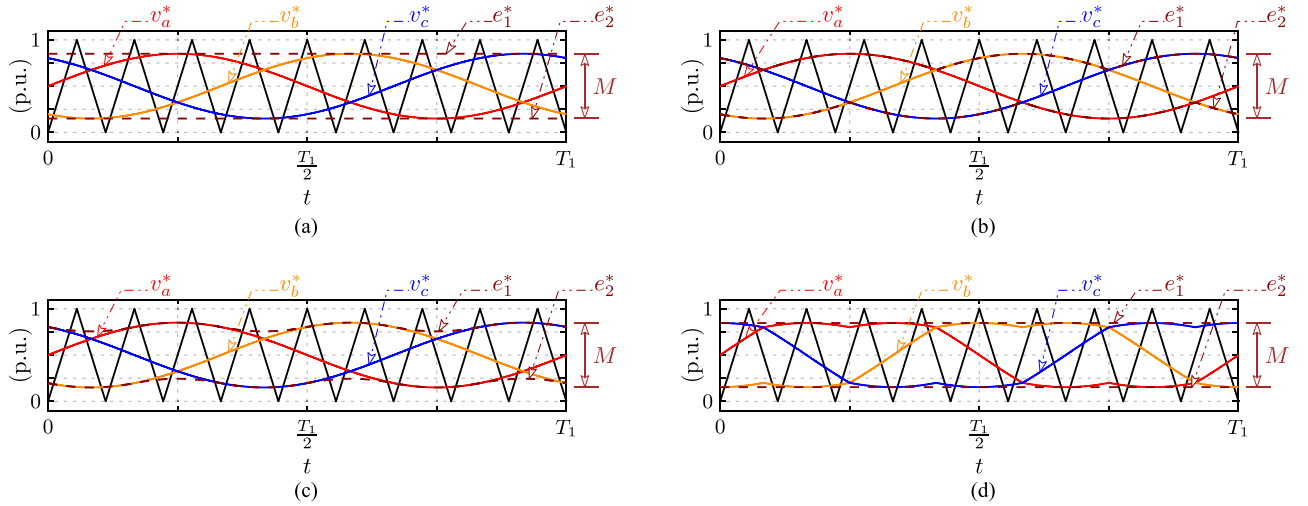 v_a^* v_b^* v_c^* e_1^* e_2^*
1
(p.u.)
0
M
0 T_1/2 T_1
t
(a)
v_a^* v_b^* v_c^* e_1^* e_2^*
1
(p.u.)
0
M
0 T_1/2 T_1
t
(b)
v_a^* v_b^* v_c^* e_1^* e_2^*
1
(p.u.)
0
M
0 T_1/2 T_1
t
(c)
v_a^* v_b^* v_c^* e_1^* e_2^*
1
(p.u.)
0
M
0 T_1/2 T_1
t
(d)